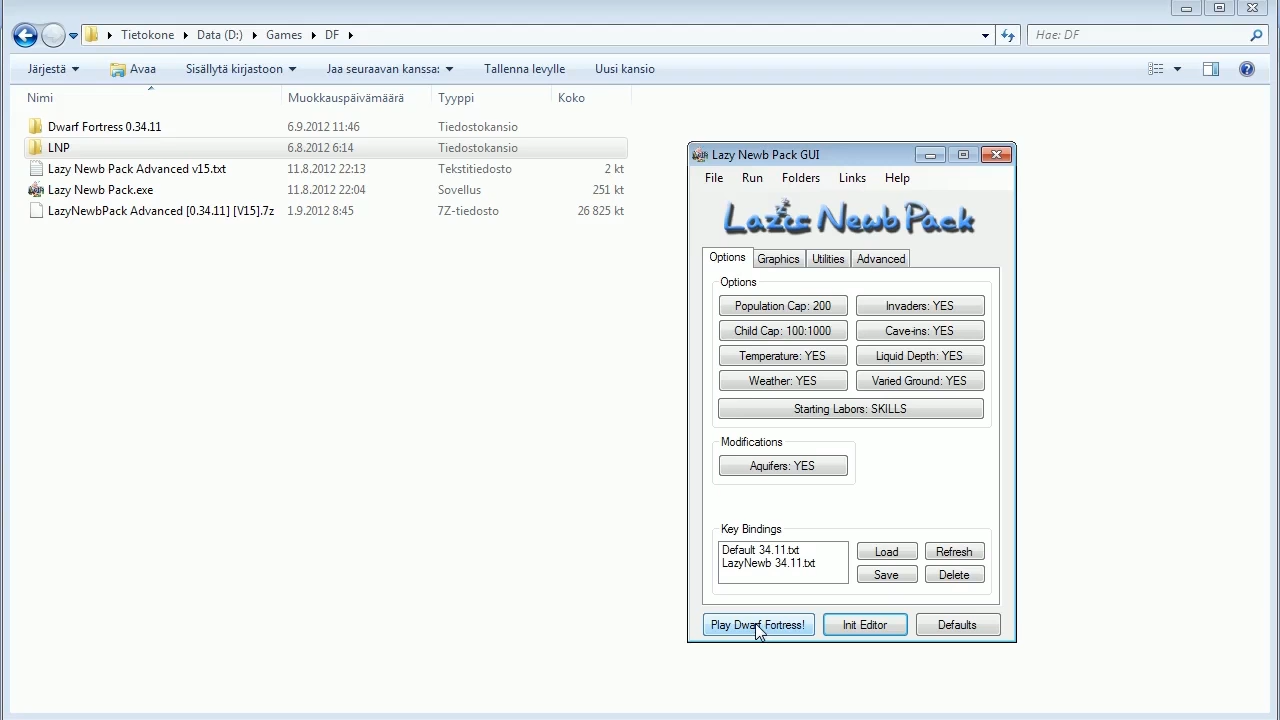 Tietokone Data (D:) Games DF Hae: DF
Järjestä Avaa Sisällytä kirjastoon Jaa seuraavan kanssa: Tallenna levylle Uusi kansio
Nimi Muokkauspäivämäärä Tyyppi Koko
Dwarf Fortress 0.34.11 6.9.2012 11:46 Tiedostokansio
LNP 6.8.2012 6:14 Tiedostokansio
Lazy Newb Pack Advanced v15.txt 11.8.2012 22:13 Tekstitiedosto 2 kt
Lazy Newb Pack.exe 11.8.2012 22:04 Sovellus 251 kt
LazyNewbPack Advanced [0.34.11] [V15].7z 1.9.2012 8:45 7Z-tiedosto 26 825 kt
Lazy Newb Pack GUI
File Run Folders Links Help
Lazy Newb Pack
Options Graphics Utilities Advanced
Options
Population Cap: 200 Invaders: YES
Child Cap: 100:1000 Cave-ins: YES
Temperature: YES Liquid Depth: YES
Weather: YES Varied Ground: YES
Starting Labors: SKILLS
Modifications
Aquifers: YES
Key Bindings
Default 34.11.txt Load Refresh
LazyNewb 34.11.txt Save Delete
Play Dwarf Fortress! Init Editor Defaults